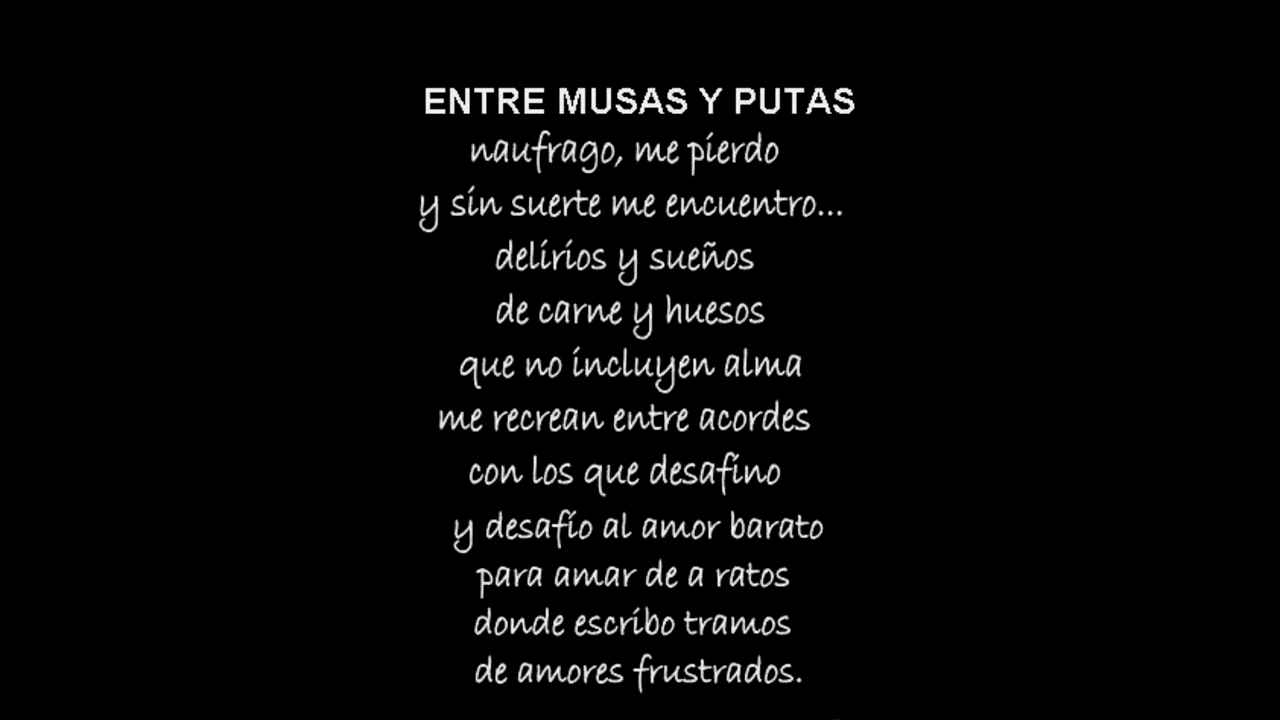 ENTRE MUSAS Y PUTAS
naufrago, me pierdo
y sin suerte me encuentro...
delirios y sueños
de carne y huesos
que no incluyen alma
me recrean entre acordes
con los que desafino
y desafío al amor barato
para amar de a ratos
donde escribo tramos
de amores frustrados.